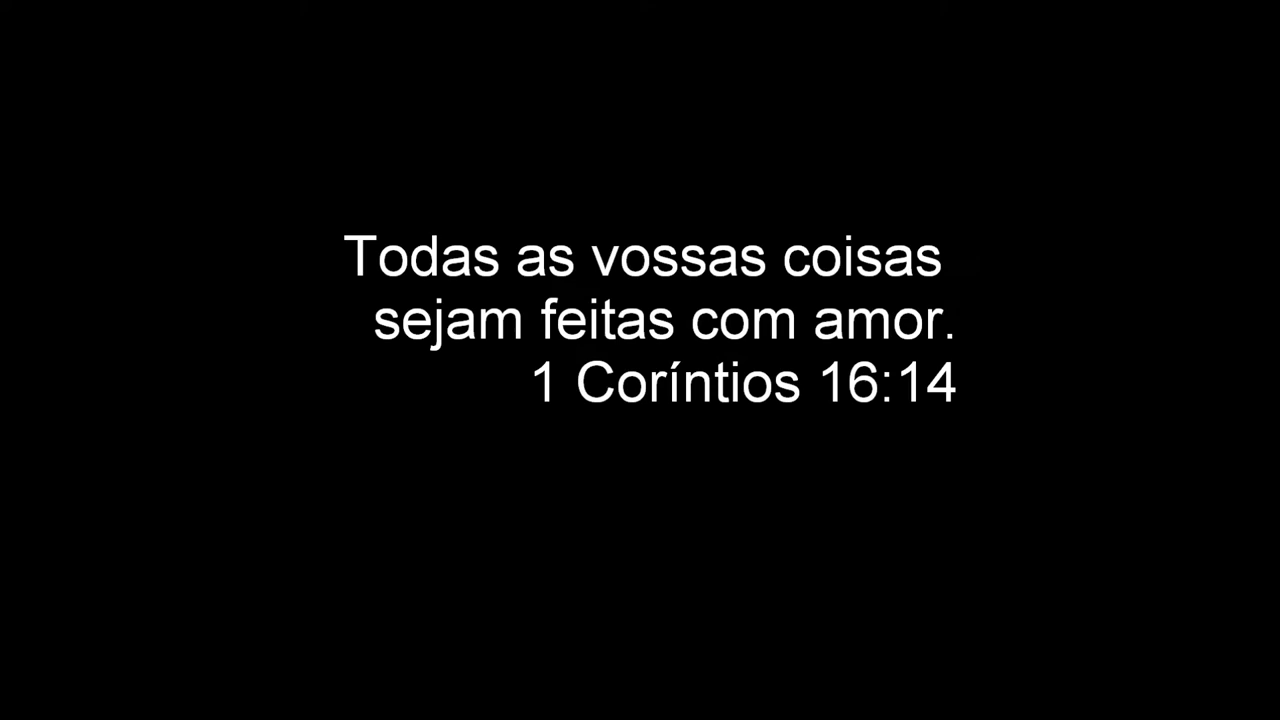 Todas as vossas coisas
sejam feitas com amor.
1 Coríntios 16:14